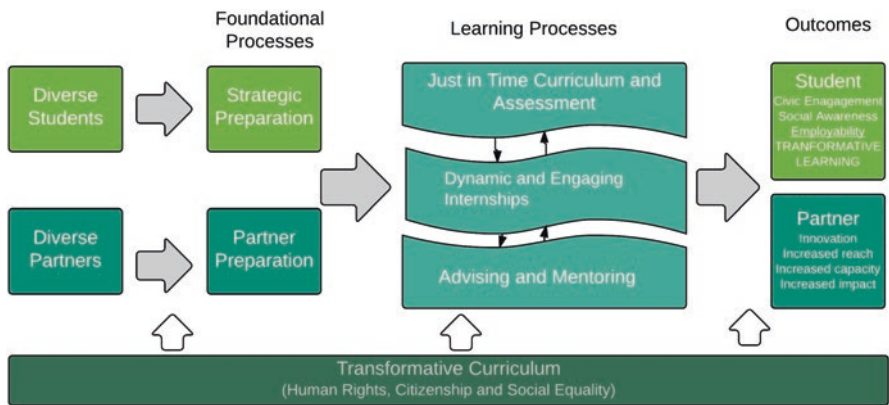 Foundational
Processes
Learning Processes
Outcomes
Diverse
Students
Strategic
Preparation
Just in Time Curriculum and
Assessment
Student
Civic Enagagement
Social Awareness
Employability
TRANFORMATIVE
LEARNING
Dynamic and Engaging
Internships
Diverse
Partners
Partner
Preparation
Advising and Mentoring
Partner
Innovation
Increased reach
Increased capacity
Increased impact
Transformative Curriculum
(Human Rights, Citizenship and Social Equality)